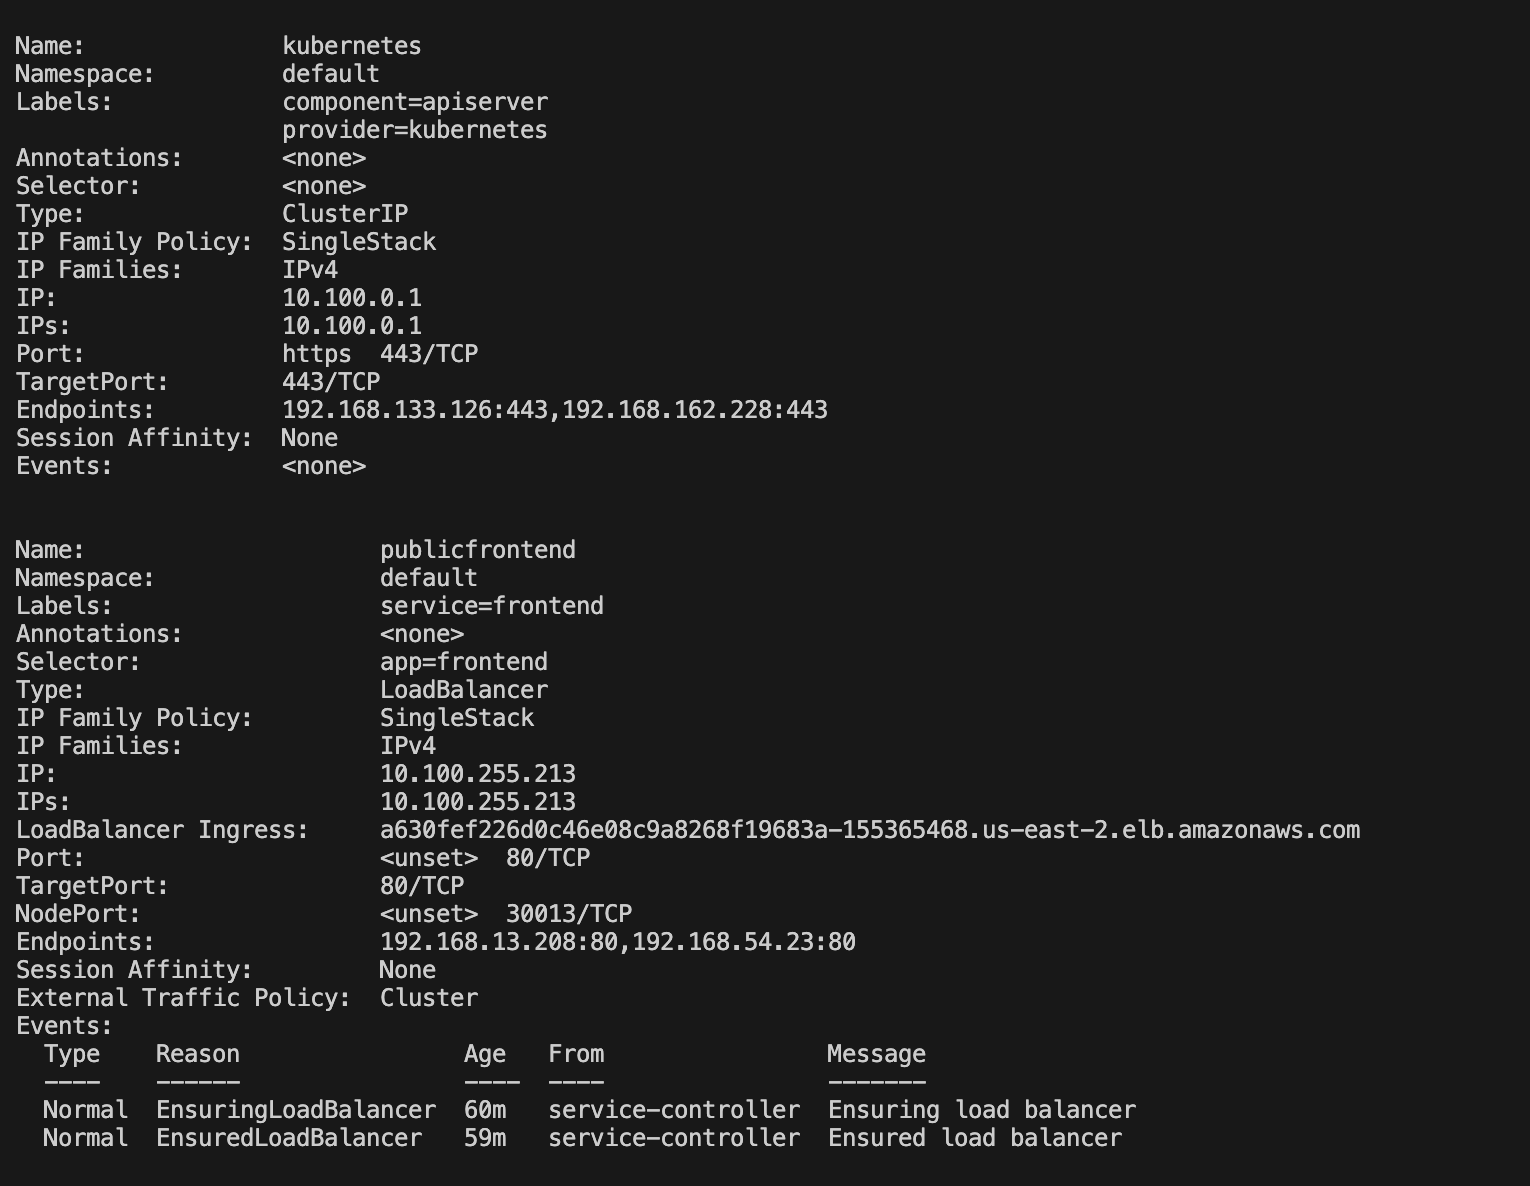 Name:              kubernetes
Namespace:         default
Labels:            component=apiserver
                   provider=kubernetes
Annotations:       <none>
Selector:          <none>
Type:              ClusterIP
IP Family Policy:  SingleStack
IP Families:       IPv4
IP:                10.100.0.1
IPs:               10.100.0.1
Port:              https  443/TCP
TargetPort:        443/TCP
Endpoints:         192.168.133.126:443,192.168.162.228:443
Session Affinity:  None
Events:            <none>
Name:                     publicfrontend
Namespace:                default
Labels:                   service=frontend
Annotations:              <none>
Selector:                 app=frontend
Type:                     LoadBalancer
IP Family Policy:         SingleStack
IP Families:              IPv4
IP:                       10.100.255.213
IPs:                      10.100.255.213
LoadBalancer Ingress:     a630fef226d0c46e08c9a8268f19683a-155365468.us-east-2.elb.amazonaws.com
Port:                     <unset>  80/TCP
TargetPort:               80/TCP
NodePort:                 <unset>  30013/TCP
Endpoints:                192.168.13.208:80,192.168.54.23:80
Session Affinity:         None
External Traffic Policy:  Cluster
Events:
  Type    Reason                Age   From                Message
  ----    ------                ----  ----                -------
  Normal  EnsuringLoadBalancer  60m   service-controller  Ensuring load balancer
  Normal  EnsuredLoadBalancer   59m   service-controller  Ensured load balancer